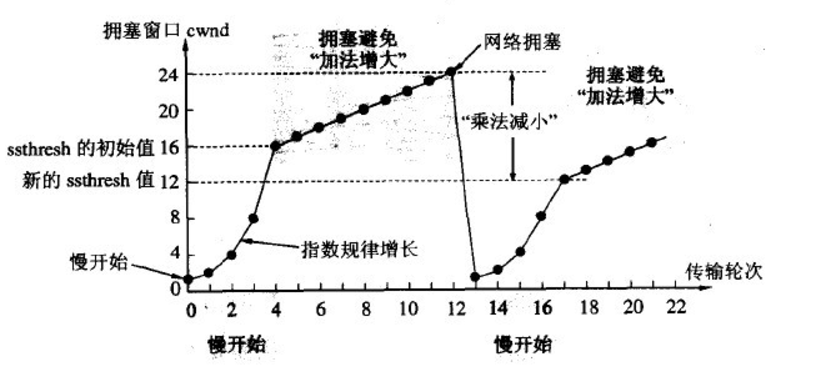 拥塞窗口 cwnd
拥塞避免
“加法增大”
网络拥塞
拥塞避免
“加法增大”
24
20
“乘法减小”
ssthresh 的初始值 16
新的 ssthresh 值 12
8
4
指数规律增长
慢开始
0
传输轮次
0 2 4 6 8 10 12 14 16 18 20 22
慢开始
慢开始